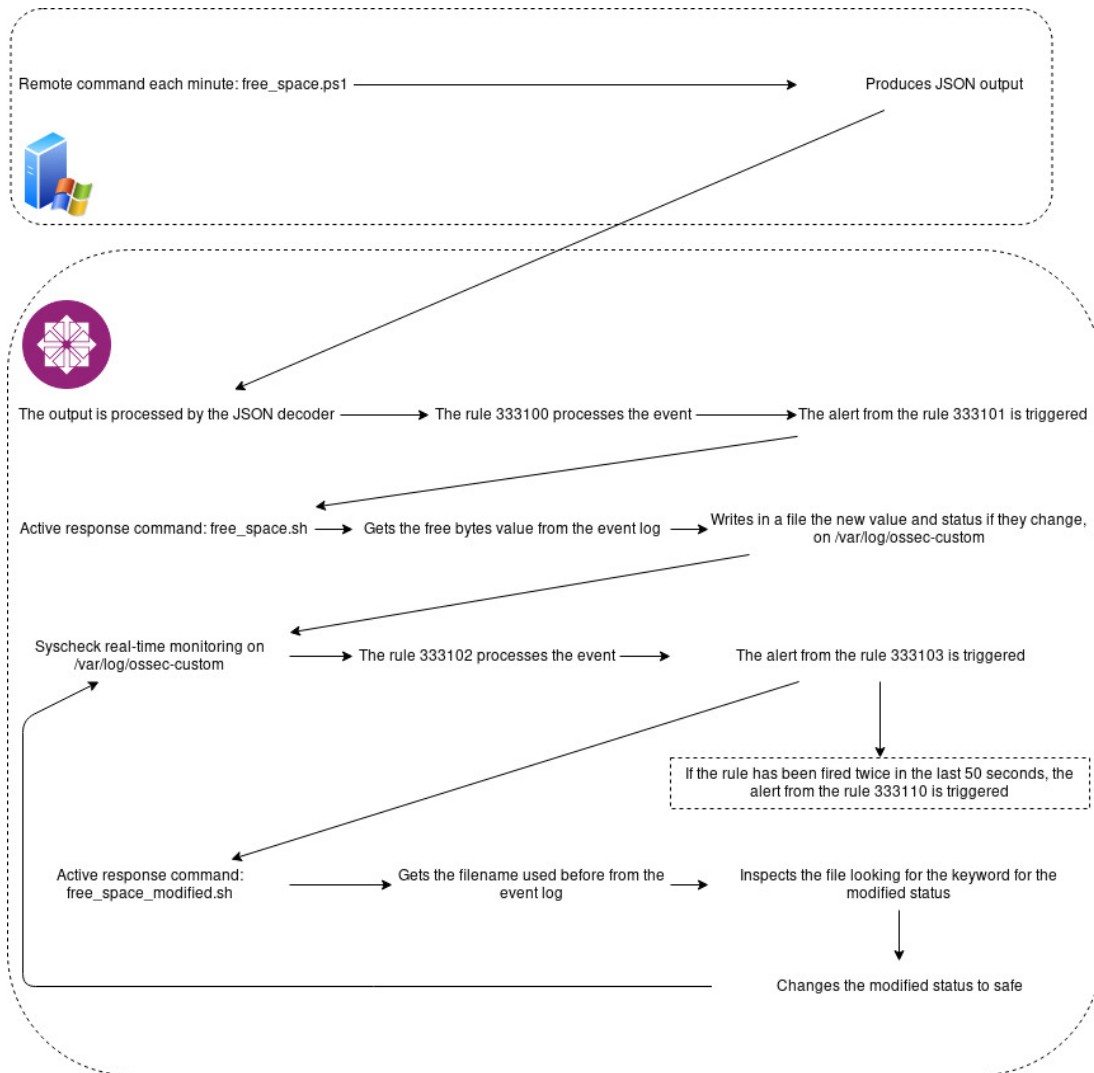 Remote command each minute: free_space.ps1
Produces JSON output
The output is processed by the JSON decoder
The rule 333100 processes the event
The alert from the rule 333101 is triggered
Active response command: free_space.sh
Gets the free bytes value from the event log
Writes in a file the new value and status if they change,
on /var/log/ossec-custom
Syscheck real-time monitoring on
/var/log/ossec-custom
The rule 333102 processes the event
The alert from the rule 333103 is triggered
If the rule has been fired twice in the last 50 seconds, the
alert from the rule 333110 is triggered
Active response command:
free_space_modified.sh
Gets the filename used before from the
event log
Inspects the file looking for the keyword for the
modified status
Changes the modified status to safe